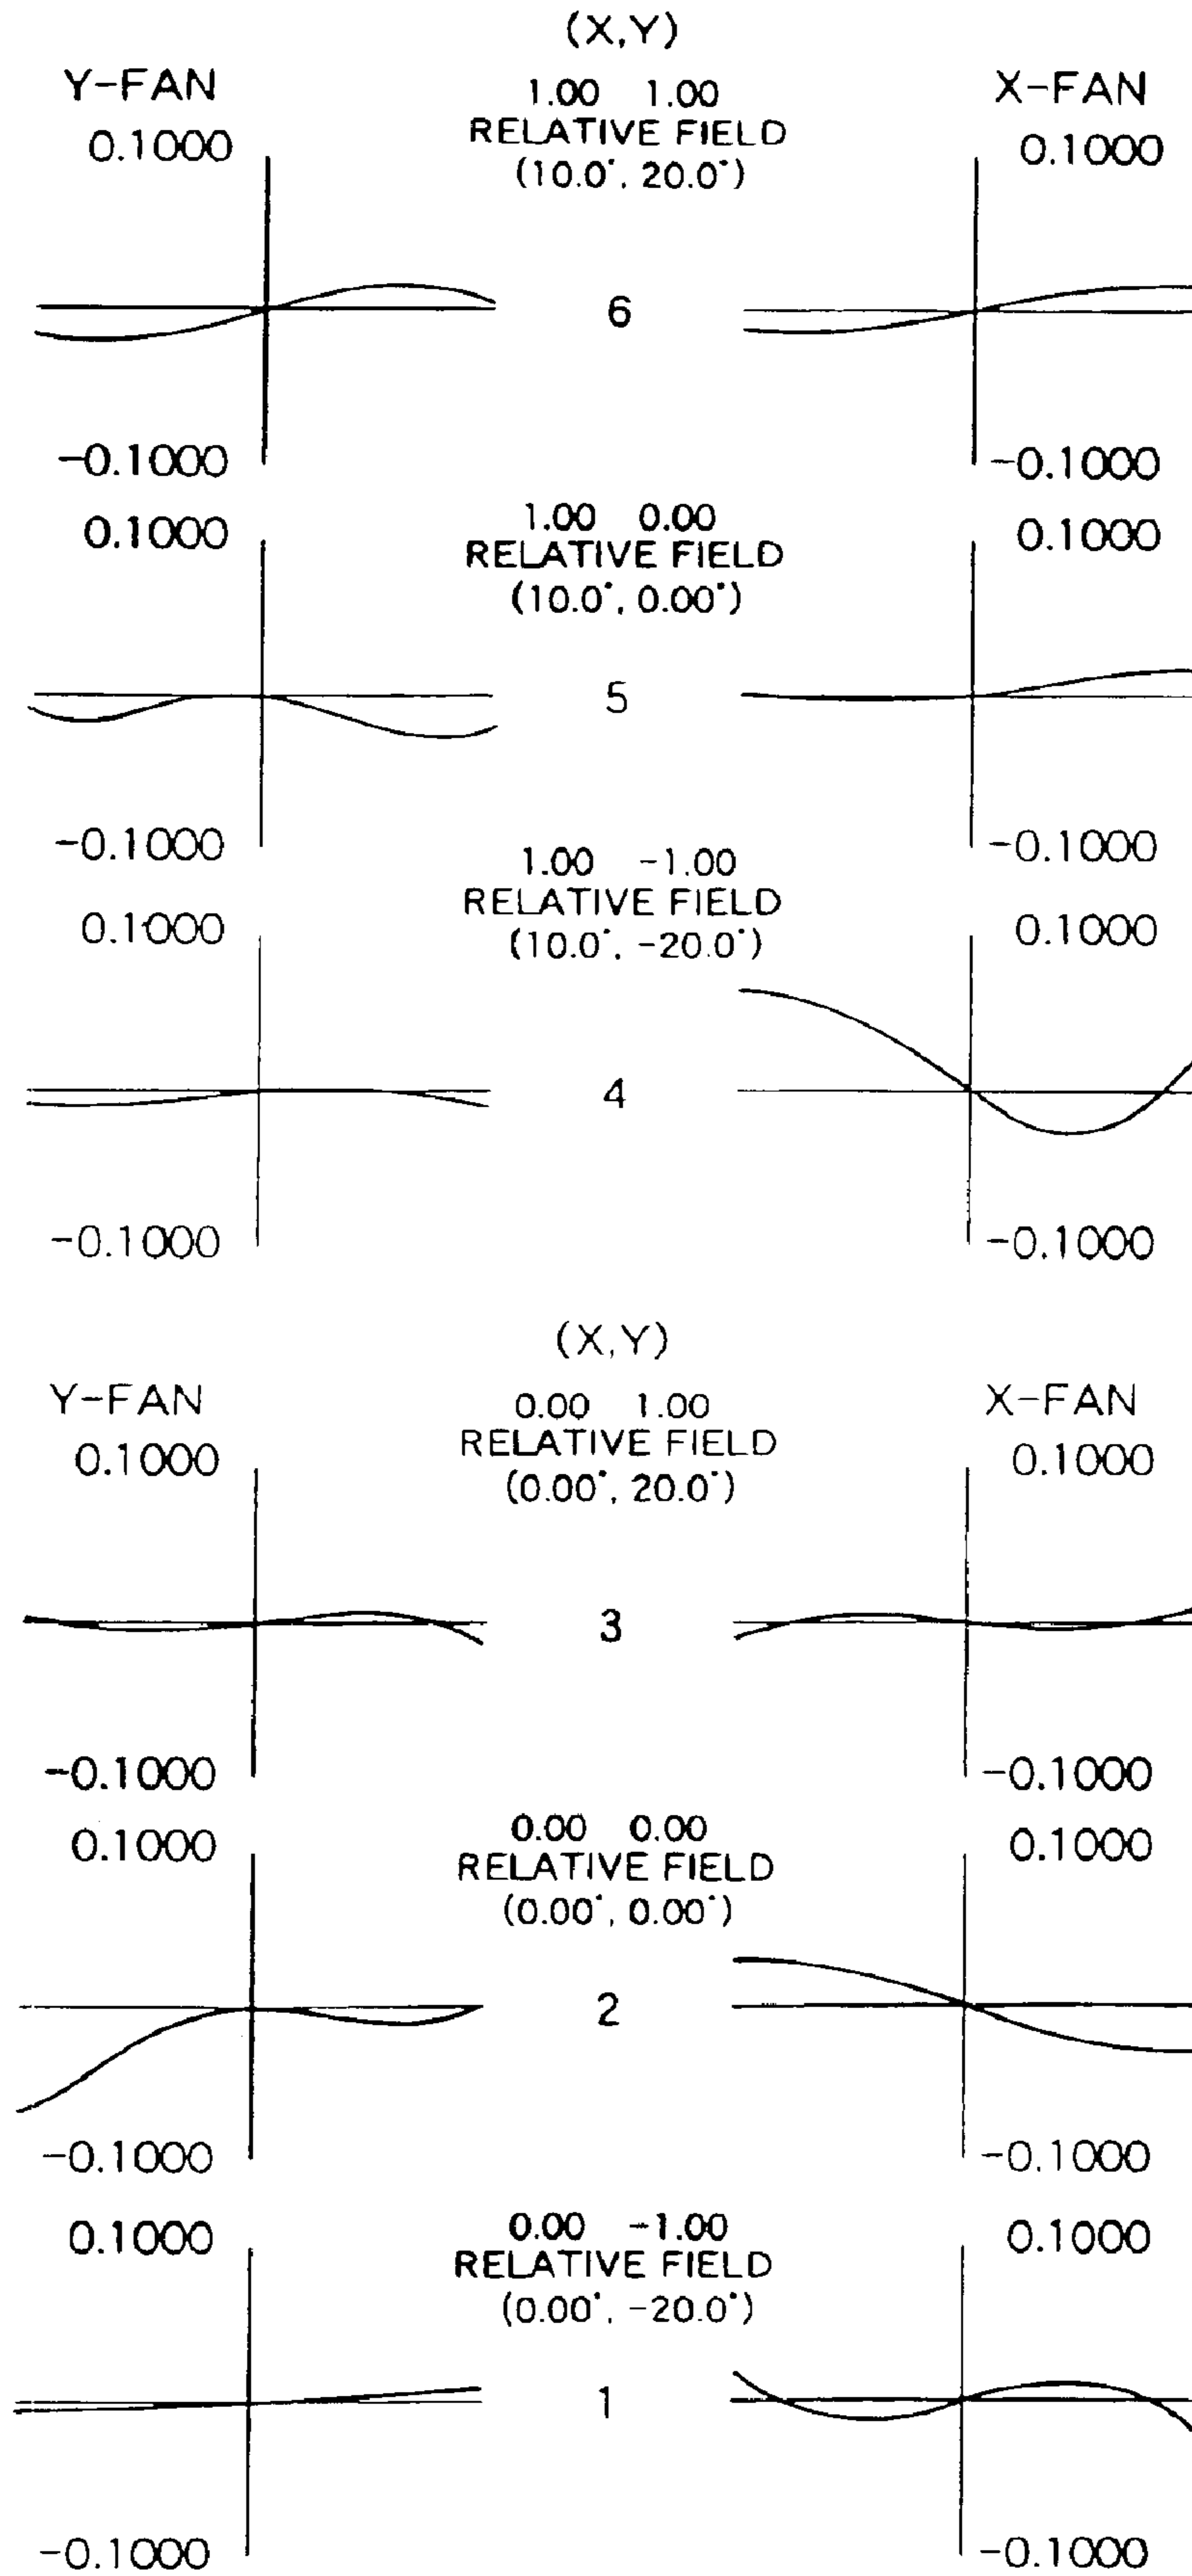 (X,Y)
Y-FAN 1.00 1.00 X-FAN
0.1000 RELATIVE FIELD 0.1000
(10.0°, 20.0°)
6
-0.1000 -0.1000
0.1000 1.00 0.00 0.1000
RELATIVE FIELD
(10.0°, 0.00°)
5
-0.1000 -0.1000
1.00 -1.00
0.1000 RELATIVE FIELD 0.1000
(10.0°, -20.0°)
4
-0.1000 -0.1000
(X,Y)
Y-FAN 0.00 1.00 X-FAN
0.1000 RELATIVE FIELD 0.1000
(0.00°, 20.0°)
3
-0.1000 -0.1000
0.1000 0.00 0.00 0.1000
RELATIVE FIELD
(0.00°, 0.00°)
2
-0.1000 -0.1000
0.1000 0.00 -1.00 0.1000
RELATIVE FIELD
(0.00°, -20.0°)
1
-0.1000 -0.1000